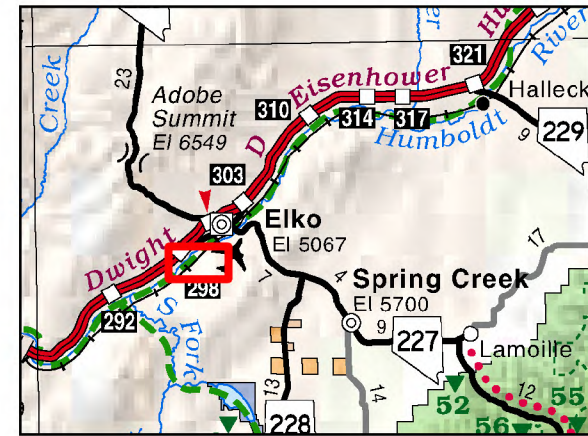 321
Hu
River
Creek
23
Adobe
Summit
El 6549
Eisenhower
310
314
317
Humboldt
Halleck
9
229
D
303
Elko
El 5067
17
Dwight
298
7
4
Spring Creek
El 5700
292
S
Fork
9
227
Lamoille
13
14
228
12
52
55
56